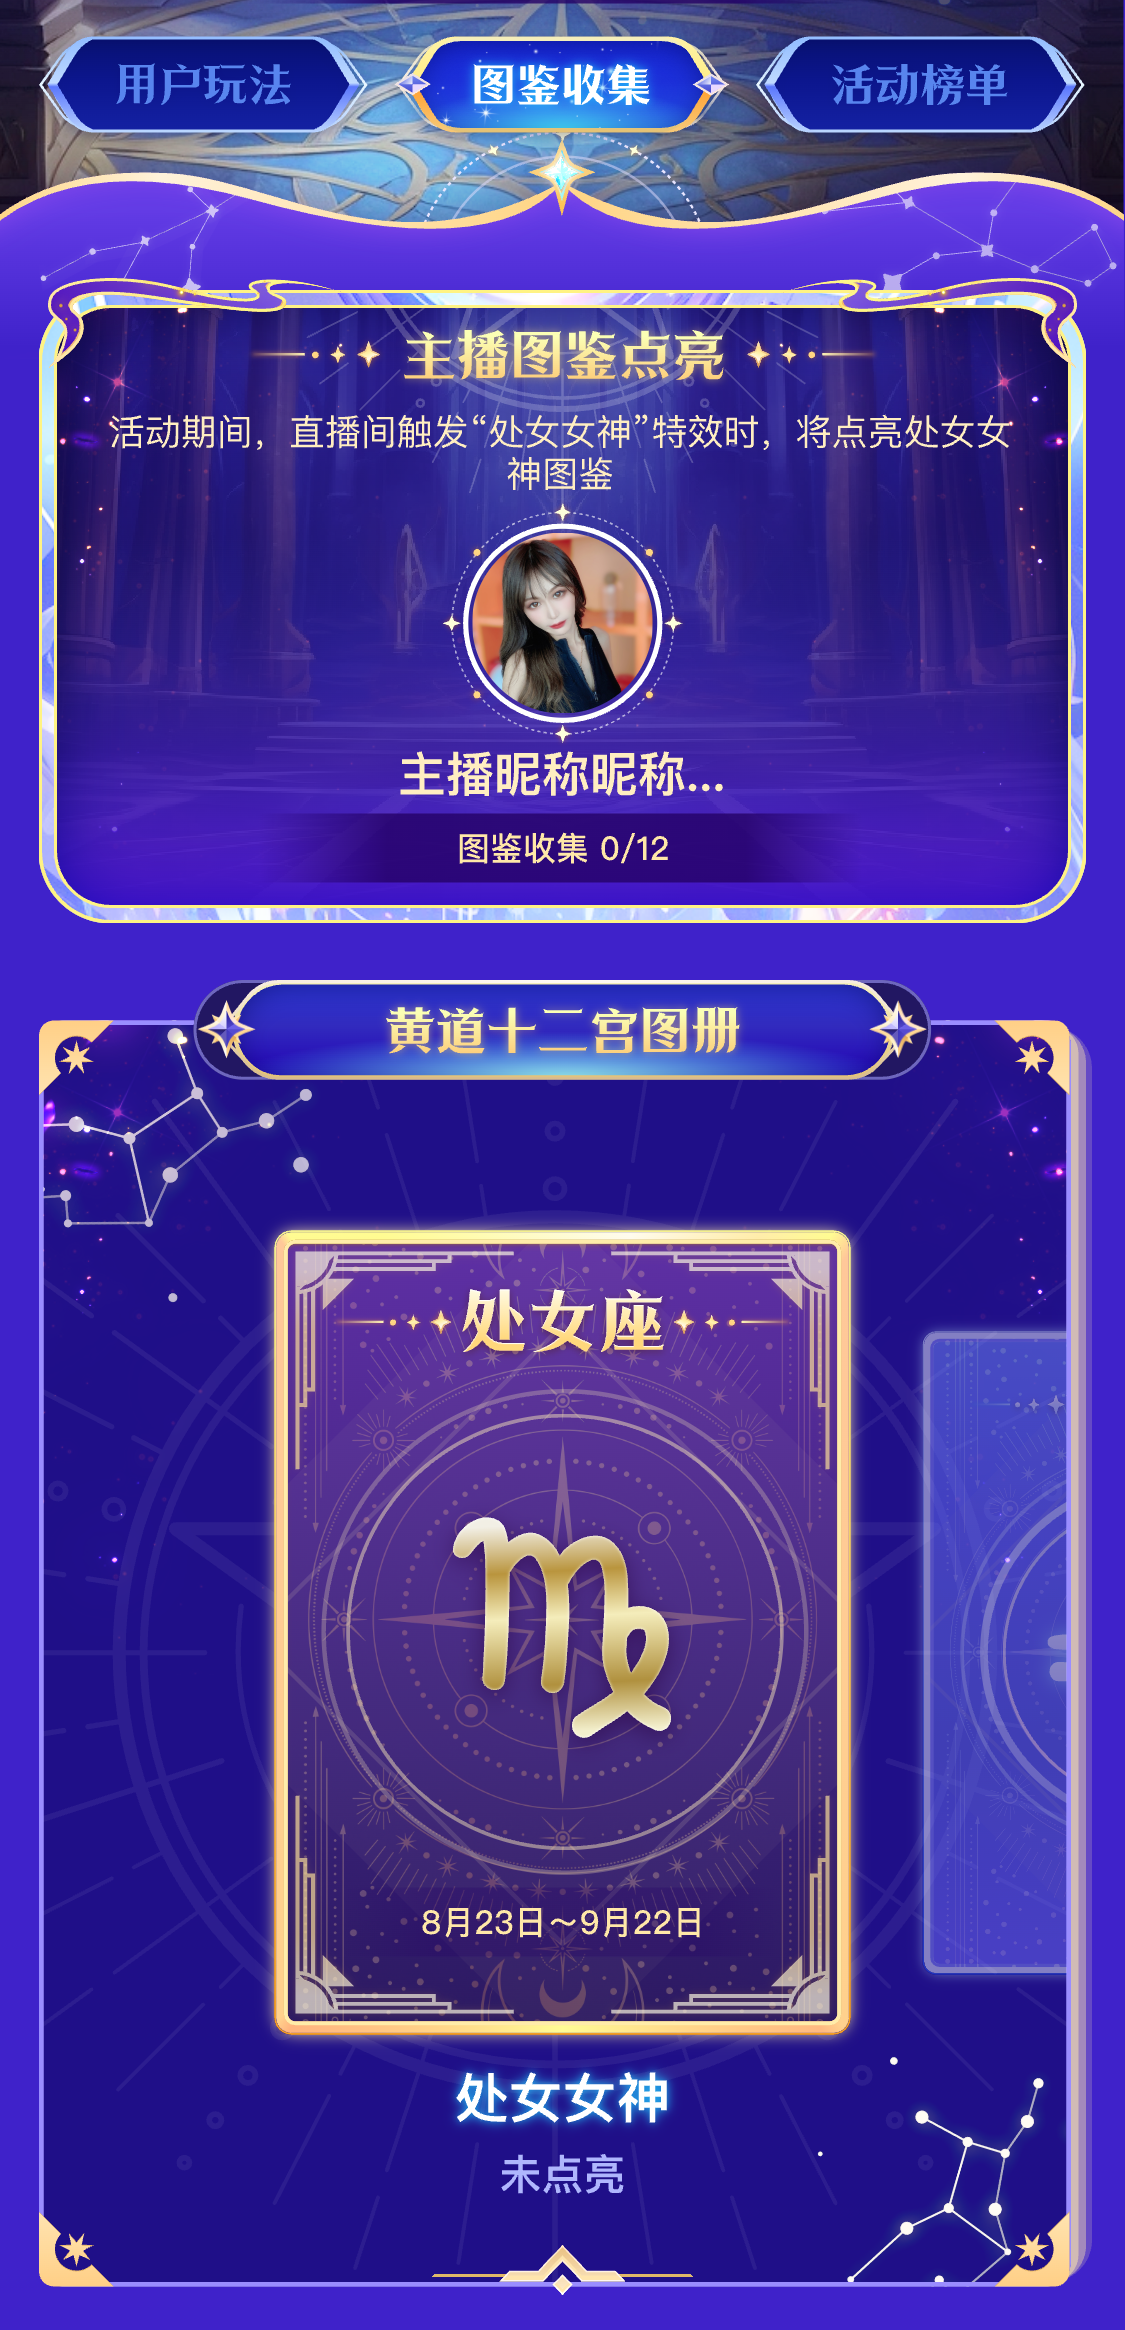 用户玩法
图鉴收集
活动榜单
主播图鉴点亮
活动期间，直播间触发“处女女神”特效时，将点亮处女女
神图鉴
主播昵称昵称...
图鉴收集 0/12
黄道十二宫图册
处女座
8月23日～9月22日
处女女神
未点亮